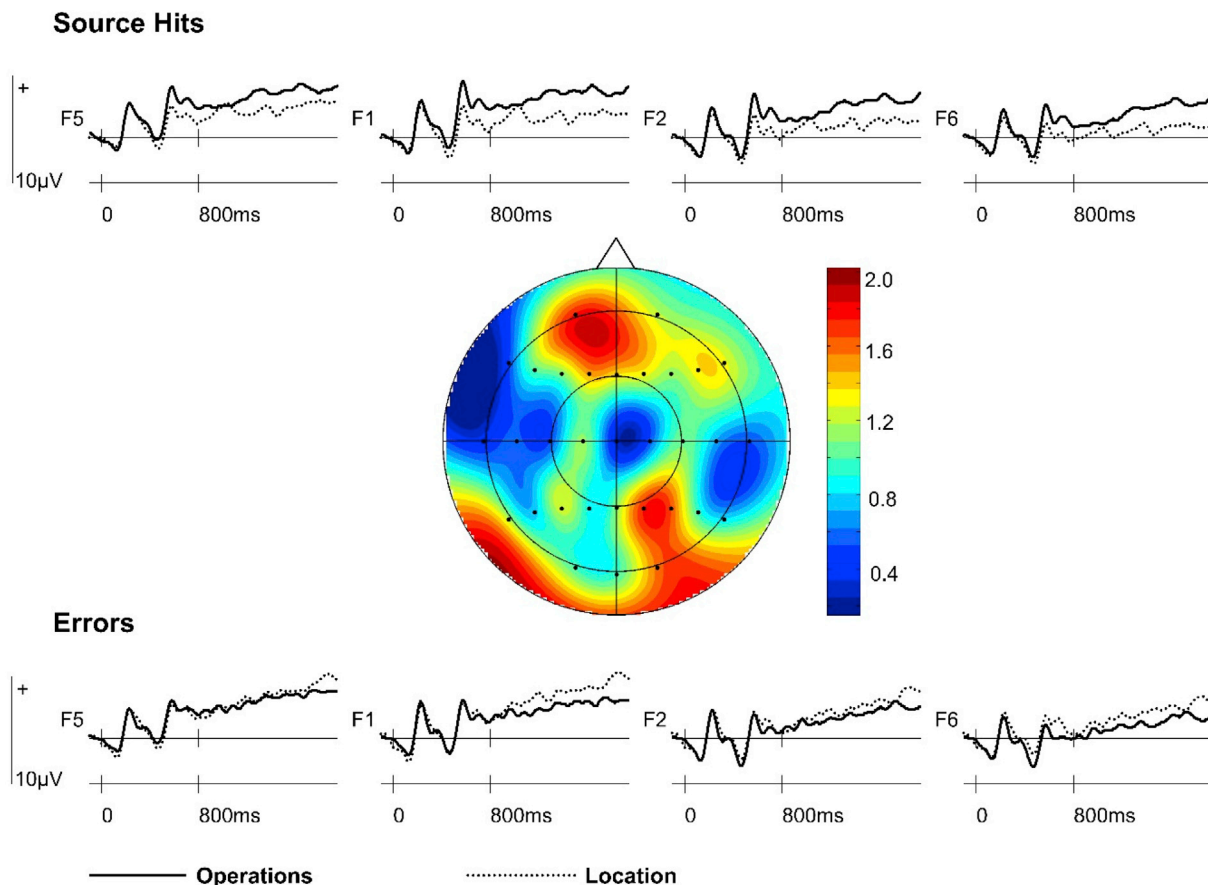 Source Hits
+
F5 F1 F2 F6
10µV
0 800ms 0 800ms 0 800ms 0 800ms
2.0
1.6
1.2
0.8
0.4
Errors
+
F5 F1 F2 F6
10µV
0 800ms 0 800ms 0 800ms 0 800ms
Operations Location